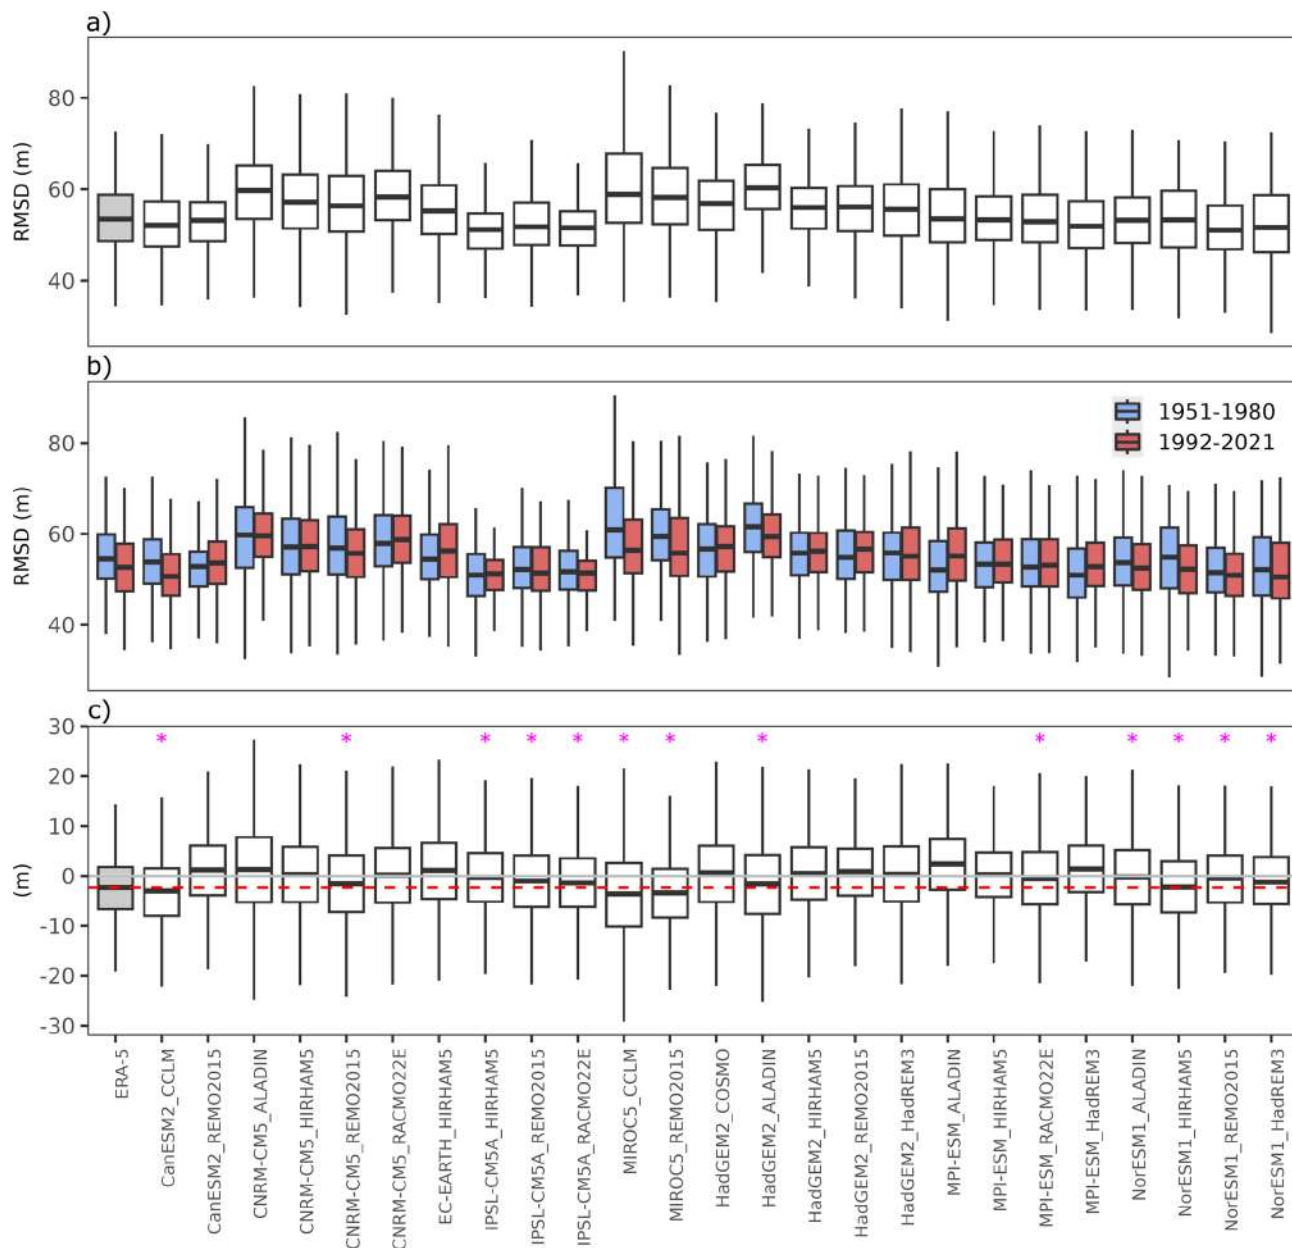 a)
80
60
40
RMSD (m)
b)
1951-1980
1992-2021
80
60
40
RMSD (m)
c)
30
* * * * * * * * * * * * *
20
10
0
-10
-20
-30
(m)
ERA-5
CanESM2_CCLM
CanESM2_REMO2015
CNRM-CM5_ALADIN
CNRM-CM5_HIRHAM5
CNRM-CM5_REMO2015
CNRM-CM5_RACMO22E
EC-EARTH_HIRHAM5
IPSL-CM5A_HIRHAM5
IPSL-CM5A_REMO2015
IPSL-CM5A_RACMO22E
MIROC5_CCLM
MIROC5_REMO2015
HadGEM2_COSMO
HadGEM2_ALADIN
HadGEM2_HIRHAM5
HadGEM2_REMO2015
HadGEM2_HadREM3
MPI-ESM_ALADIN
MPI-ESM_HIRHAM5
MPI-ESM_RACMO22E
MPI-ESM_HadREM3
NorESM1_ALADIN
NorESM1_HIRHAM5
NorESM1_REMO2015
NorESM1_HadREM3